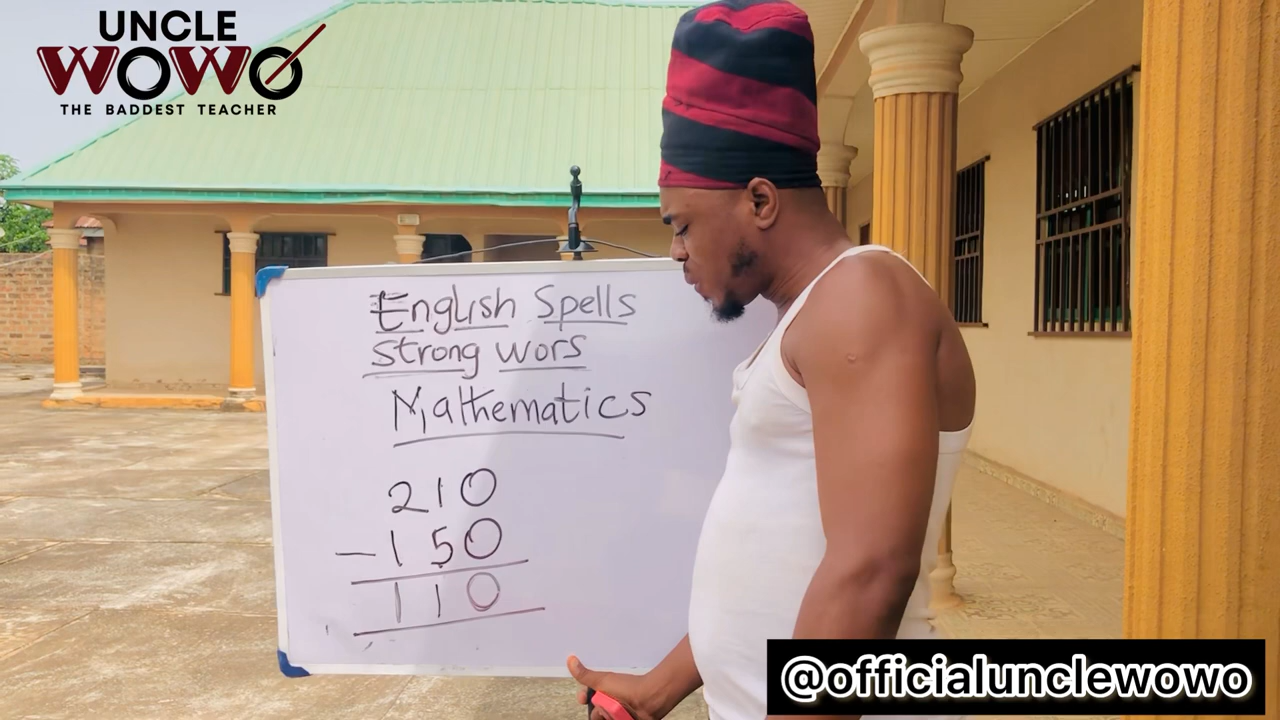 UNCLE
WOWO
THE BADDEST TEACHER
English Spells
Strong wors
Mathematics
210
- 150
110
@officialunclewowo